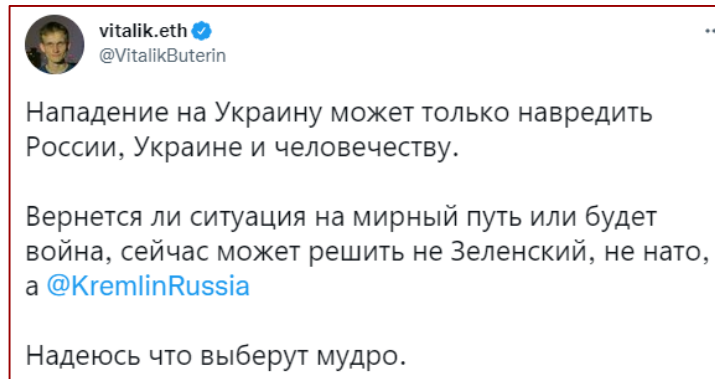 vitalik.eth
@VitalikButerin
Нападение на Украину может только навредить
России, Украине и человечеству.
Вернется ли ситуация на мирный путь или будет
война, сейчас может решить не Зеленский, не нато,
а @KremlinRussia
Надеюсь что выберут мудро.